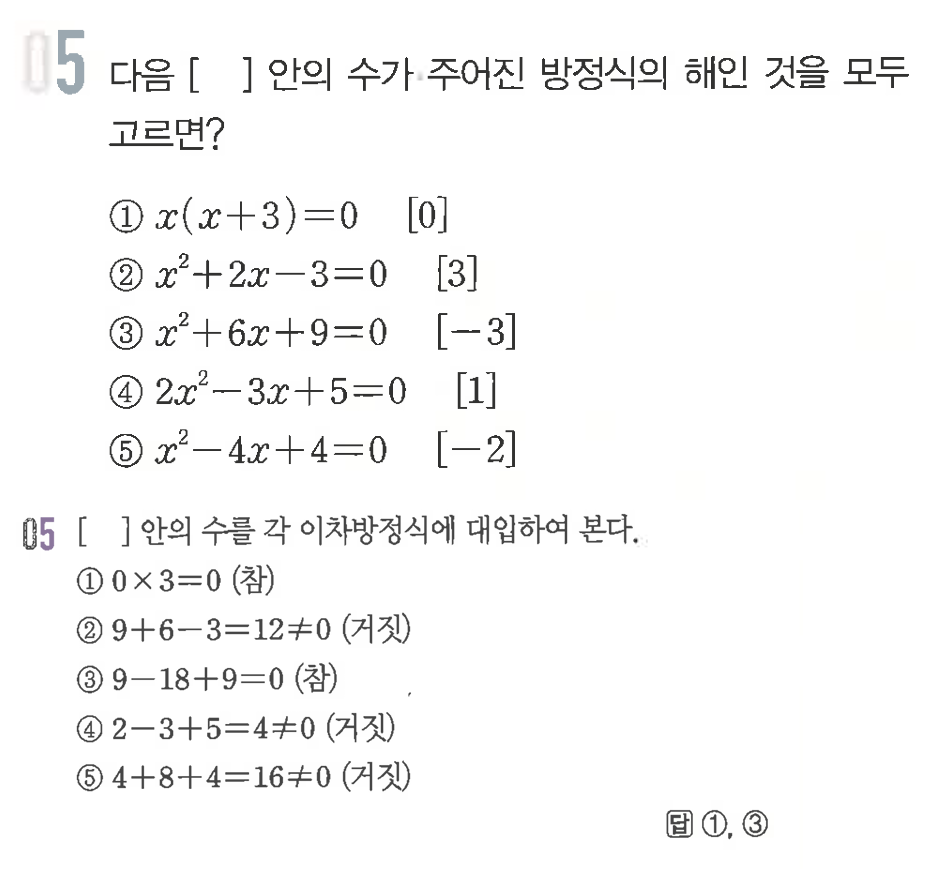 05 다음 [ ] 안의 수가 주어진 방정식의 해인 것을 모두
고르면?
① x(x+3)=0 [0]
② x²+2x-3=0 [3]
③ x²+6x+9=0 [-3]
④ 2x²-3x+5=0 [1]
⑤ x²-4x+4=0 [-2]
05 [ ] 안의 수를 각 이차방정식에 대입하여 본다.
① 0×3=0 (참)
② 9+6-3=12≠0 (거짓)
③ 9-18+9=0 (참)
④ 2-3+5=4≠0 (거짓)
⑤ 4+8+4=16≠0 (거짓)
답 ①, ③